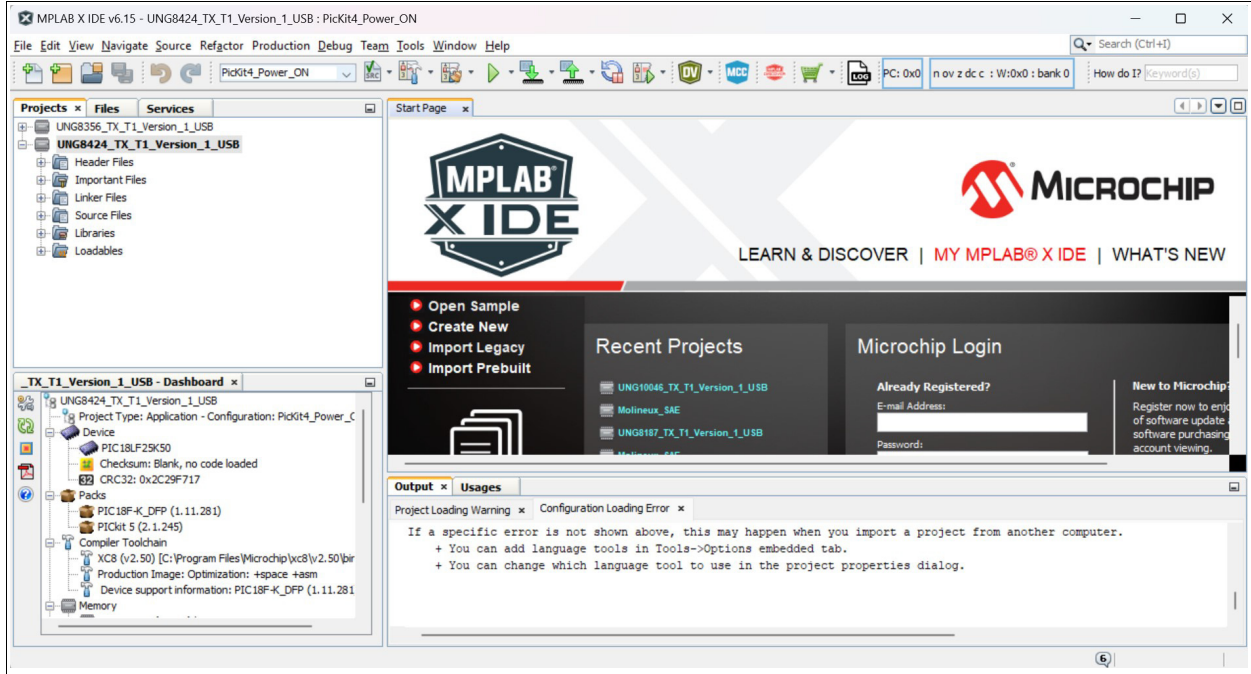 MPLAB X IDE v6.15 - UNG8424_TX_T1_Version_1_USB : PicKit4_Power_ON
File Edit View Navigate Source Refactor Production Debug Team Tools Window Help
Search (Ctrl+I)
PicKit4_Power_ON
SRC
DV
MCC
LOG
PC: 0x0
n ov z dc c : W:0x0 : bank 0
How do I? Keyword(s)
Projects × Files Services
UNG8356_TX_T1_Version_1_USB
UNG8424_TX_T1_Version_1_USB
Header Files
Important Files
Linker Files
Source Files
Libraries
Loadables
Start Page ×
MPLAB®
X IDE
MICROCHIP
LEARN & DISCOVER | MY MPLAB® X IDE | WHAT'S NEW
Open Sample
Create New
Import Legacy
Import Prebuilt
Recent Projects
UNG10046_TX_T1_Version_1_USB
Molineux_SAE
UNG8187_TX_T1_Version_1_USB
Microchip Login
Already Registered?
E-mail Address:
Password:
New to Microchip?
Register now to enjo
of software update
software purchasing
account viewing.
_TX_T1_Version_1_USB - Dashboard ×
UNG8424_TX_T1_Version_1_USB
Project Type: Application - Configuration: PicKit4_Power_O
Device
PIC18LF25K50
Checksum: Blank, no code loaded
32 CRC32: 0x2C29F717
Packs
PIC18F-K_DFP (1.11.281)
PICkit 5 (2.1.245)
Compiler Toolchain
XC8 (v2.50) [C:\Program Files\Microchip\xc8\v2.50\bin
Production Image: Optimization: +space +asm
Device support information: PIC18F-K_DFP (1.11.281
Memory
Output × Usages
Project Loading Warning × Configuration Loading Error ×
If a specific error is not shown above, this may happen when you import a project from another computer.
+ You can add language tools in Tools->Options embedded tab.
+ You can change which language tool to use in the project properties dialog.
6